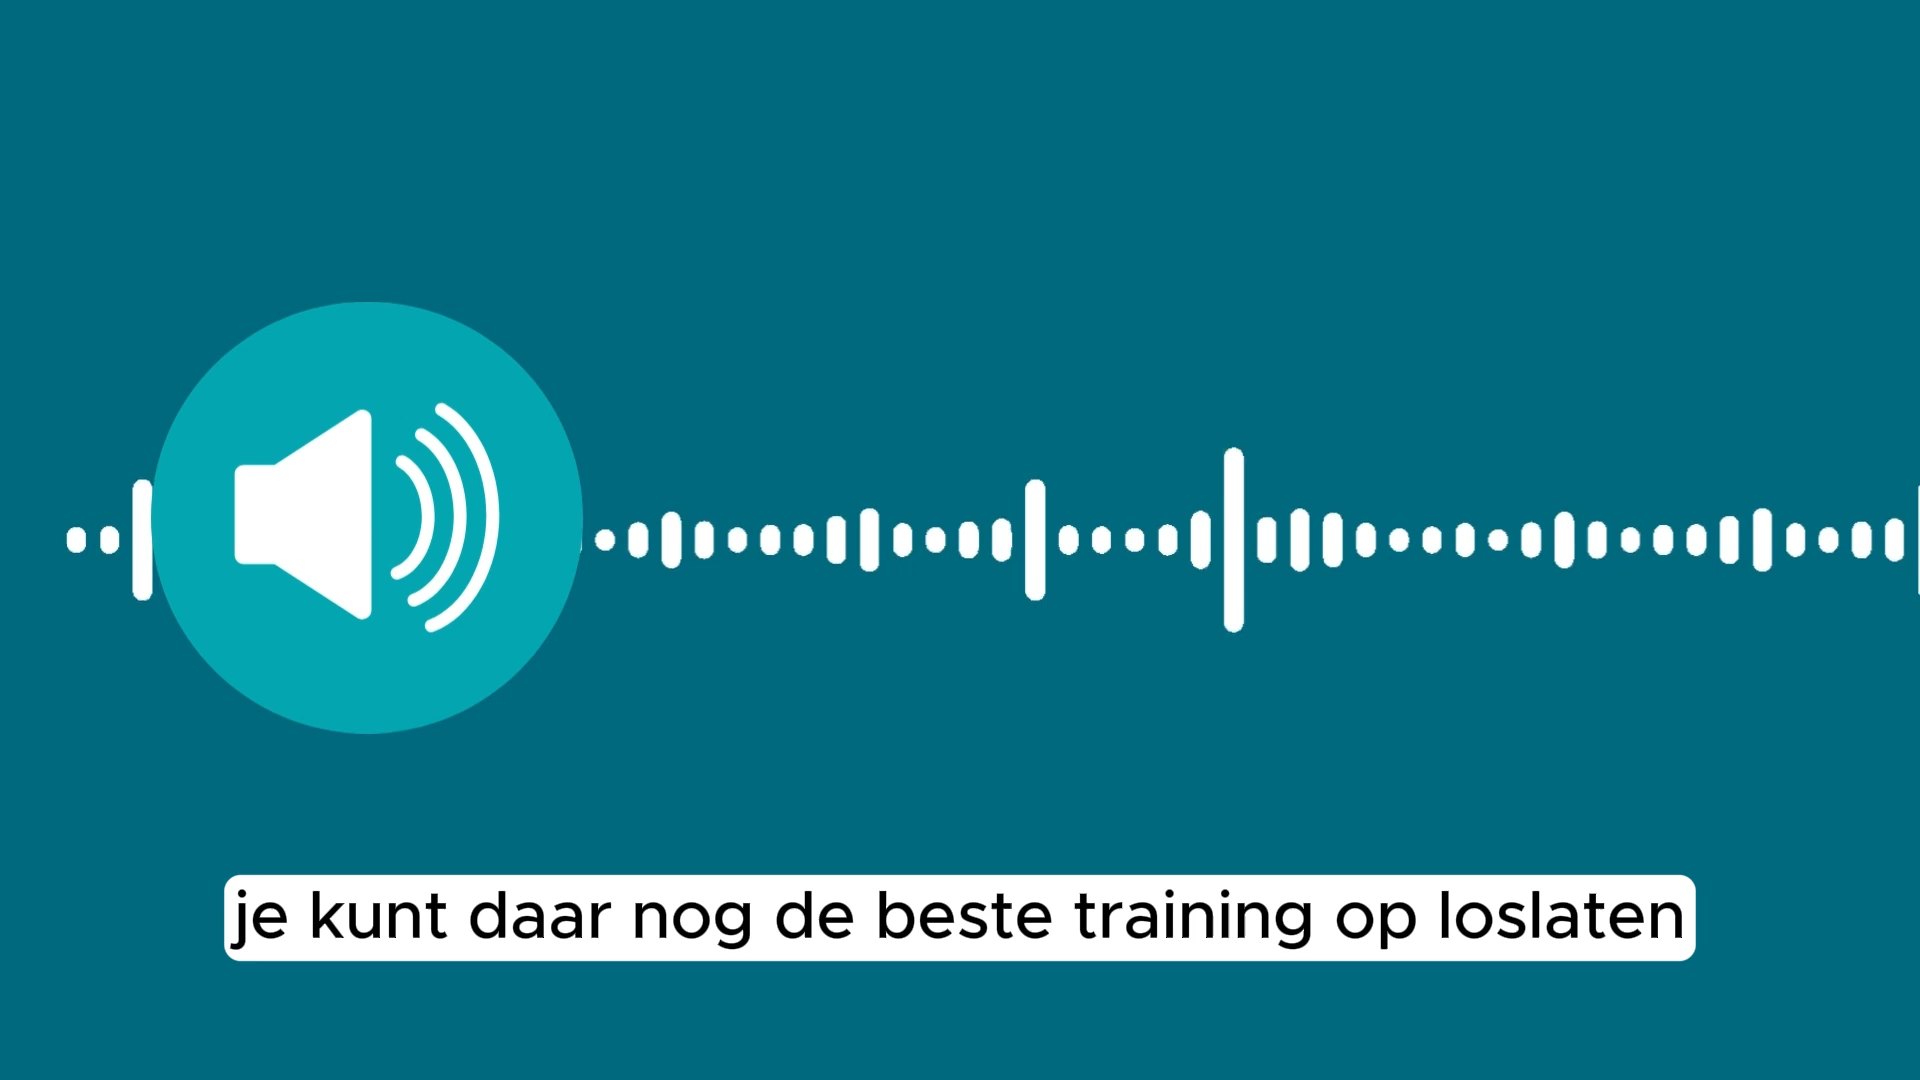 je kunt daar nog de beste training op loslaten